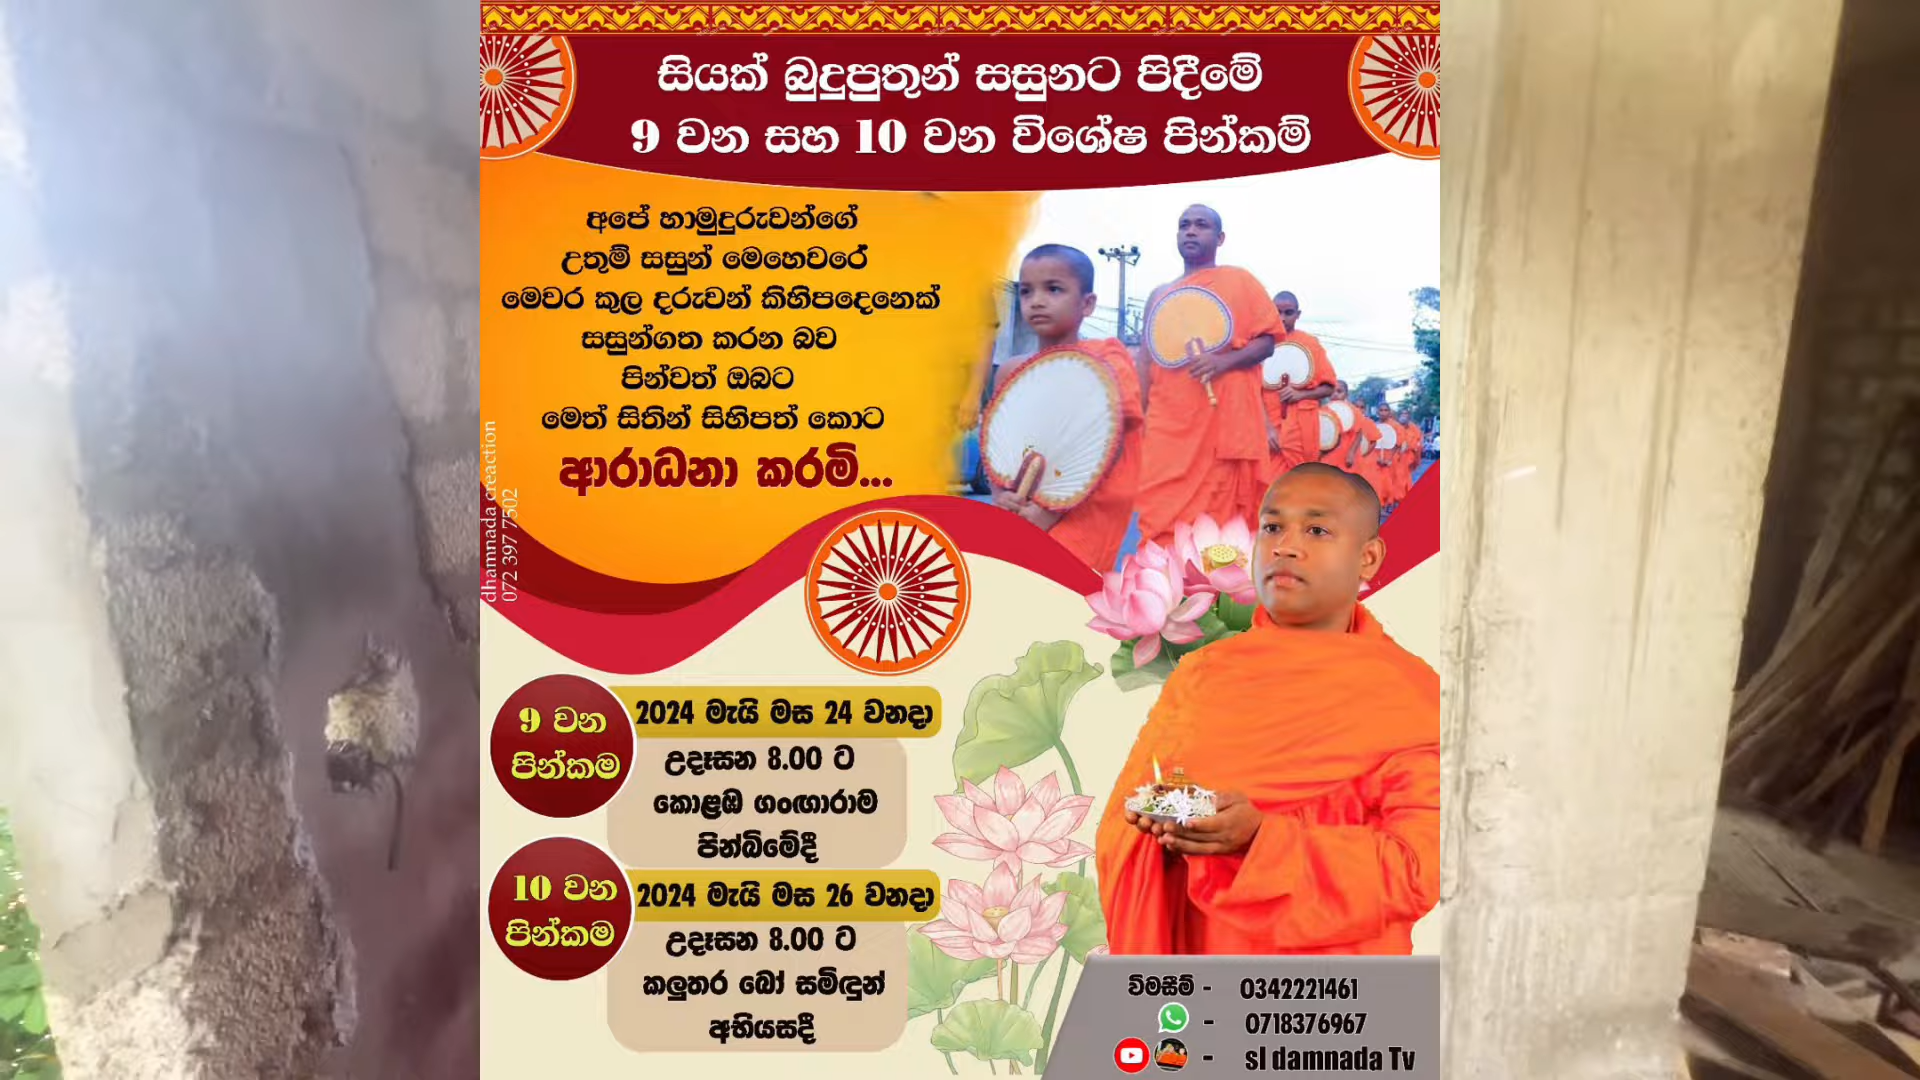 සියක් බුදුපුතුන් සසුනට පිදීමේ
9 වන සහ 10 වන විශේෂ පින්කම්
අපේ හාමුදුරුවන්ගේ
උතුම් සසුන් මෙහෙවරේ
මෙවර කුල දරුවන් කිහිපදෙනෙක්
සසුන්ගත කරන බව
පින්වත් ඔබට
මෙත් සිතින් සිහිපත් කොට
ආරාධනා කරමි...
dhamnada creaction
072 397 7502
9 වන
පින්කම
2024 මැයි මස 24 වනදා
උදෑසන 8.00 ට
කොළඹ ගංඟාරාම
පින්බිමේදී
10 වන
පින්කම
2024 මැයි මස 26 වනදා
උදෑසන 8.00 ට
කලුතර බෝ සමිඳුන්
අභියසදී
විමසීම් - 0342221461
- 0718376967
- sl damnada Tv